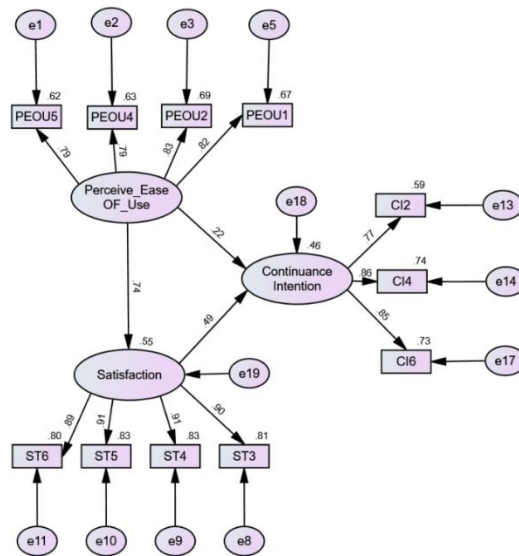 e1
e2
e3
e5
.62
.63
.69
.67
PEOU5
PEOU4
PEOU2
PEOU1
.79
.79
.83
.82
Perceive_Ease
OF_Use
e18
.59
CI2
e13
.22
.46
.77
Continuance
Intention
.74
.86
CI4
e14
.74
.49
.85
.73
CI6
e17
.55
Satisfaction
e19
.89
.91
.91
.90
.80
.83
.83
.81
ST6
ST5
ST4
ST3
e11
e10
e9
e8